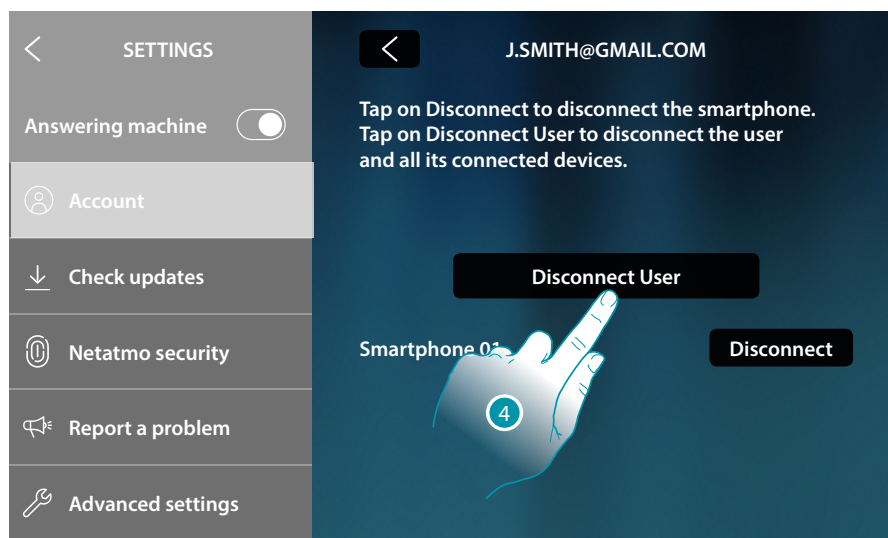 SETTINGS
Answering machine
Account
Check updates
Netatmo security
Report a problem
Advanced settings
J.SMITH@GMAIL.COM
Tap on Disconnect to disconnect the smartphone.
Tap on Disconnect User to disconnect the user
and all its connected devices.
Disconnect User
Smartphone 01
Disconnect
4